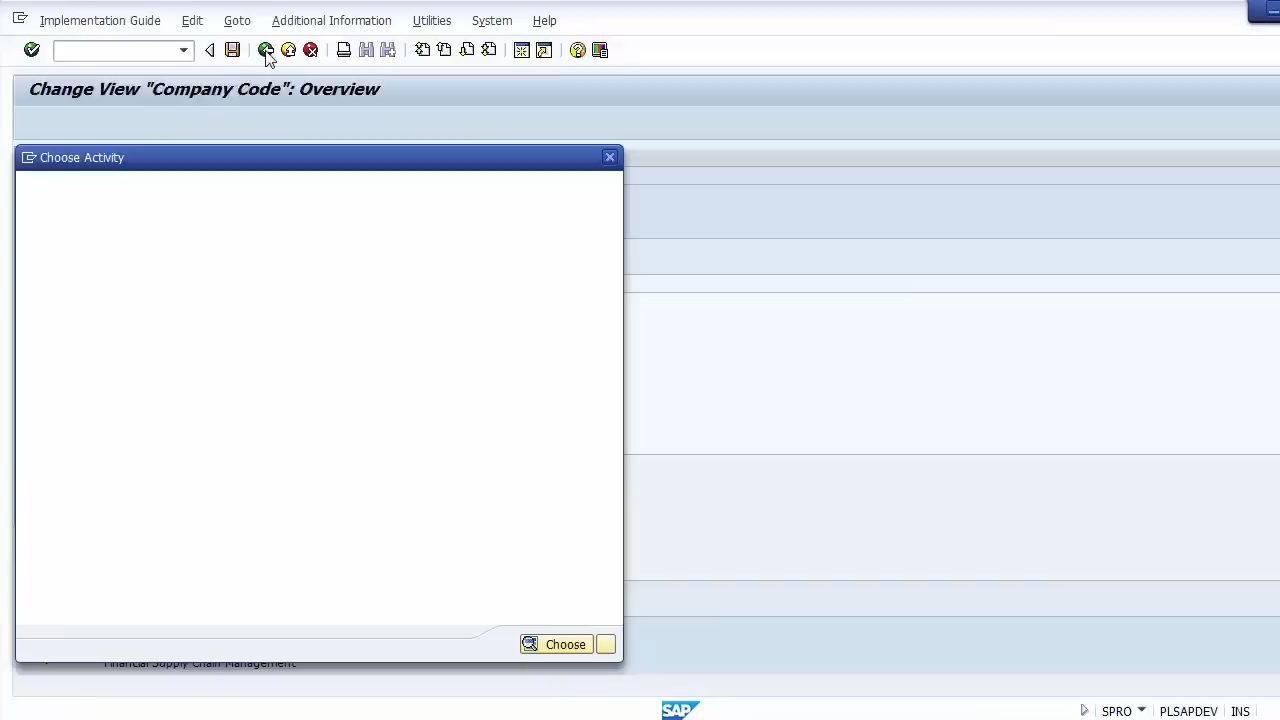 Implementation Guide Edit Goto Additional Information Utilities System Help
Change View "Company Code": Overview
Choose Activity
Choose
Financial Supply Chain Management
SAP SPRO PLSAPDEV INS